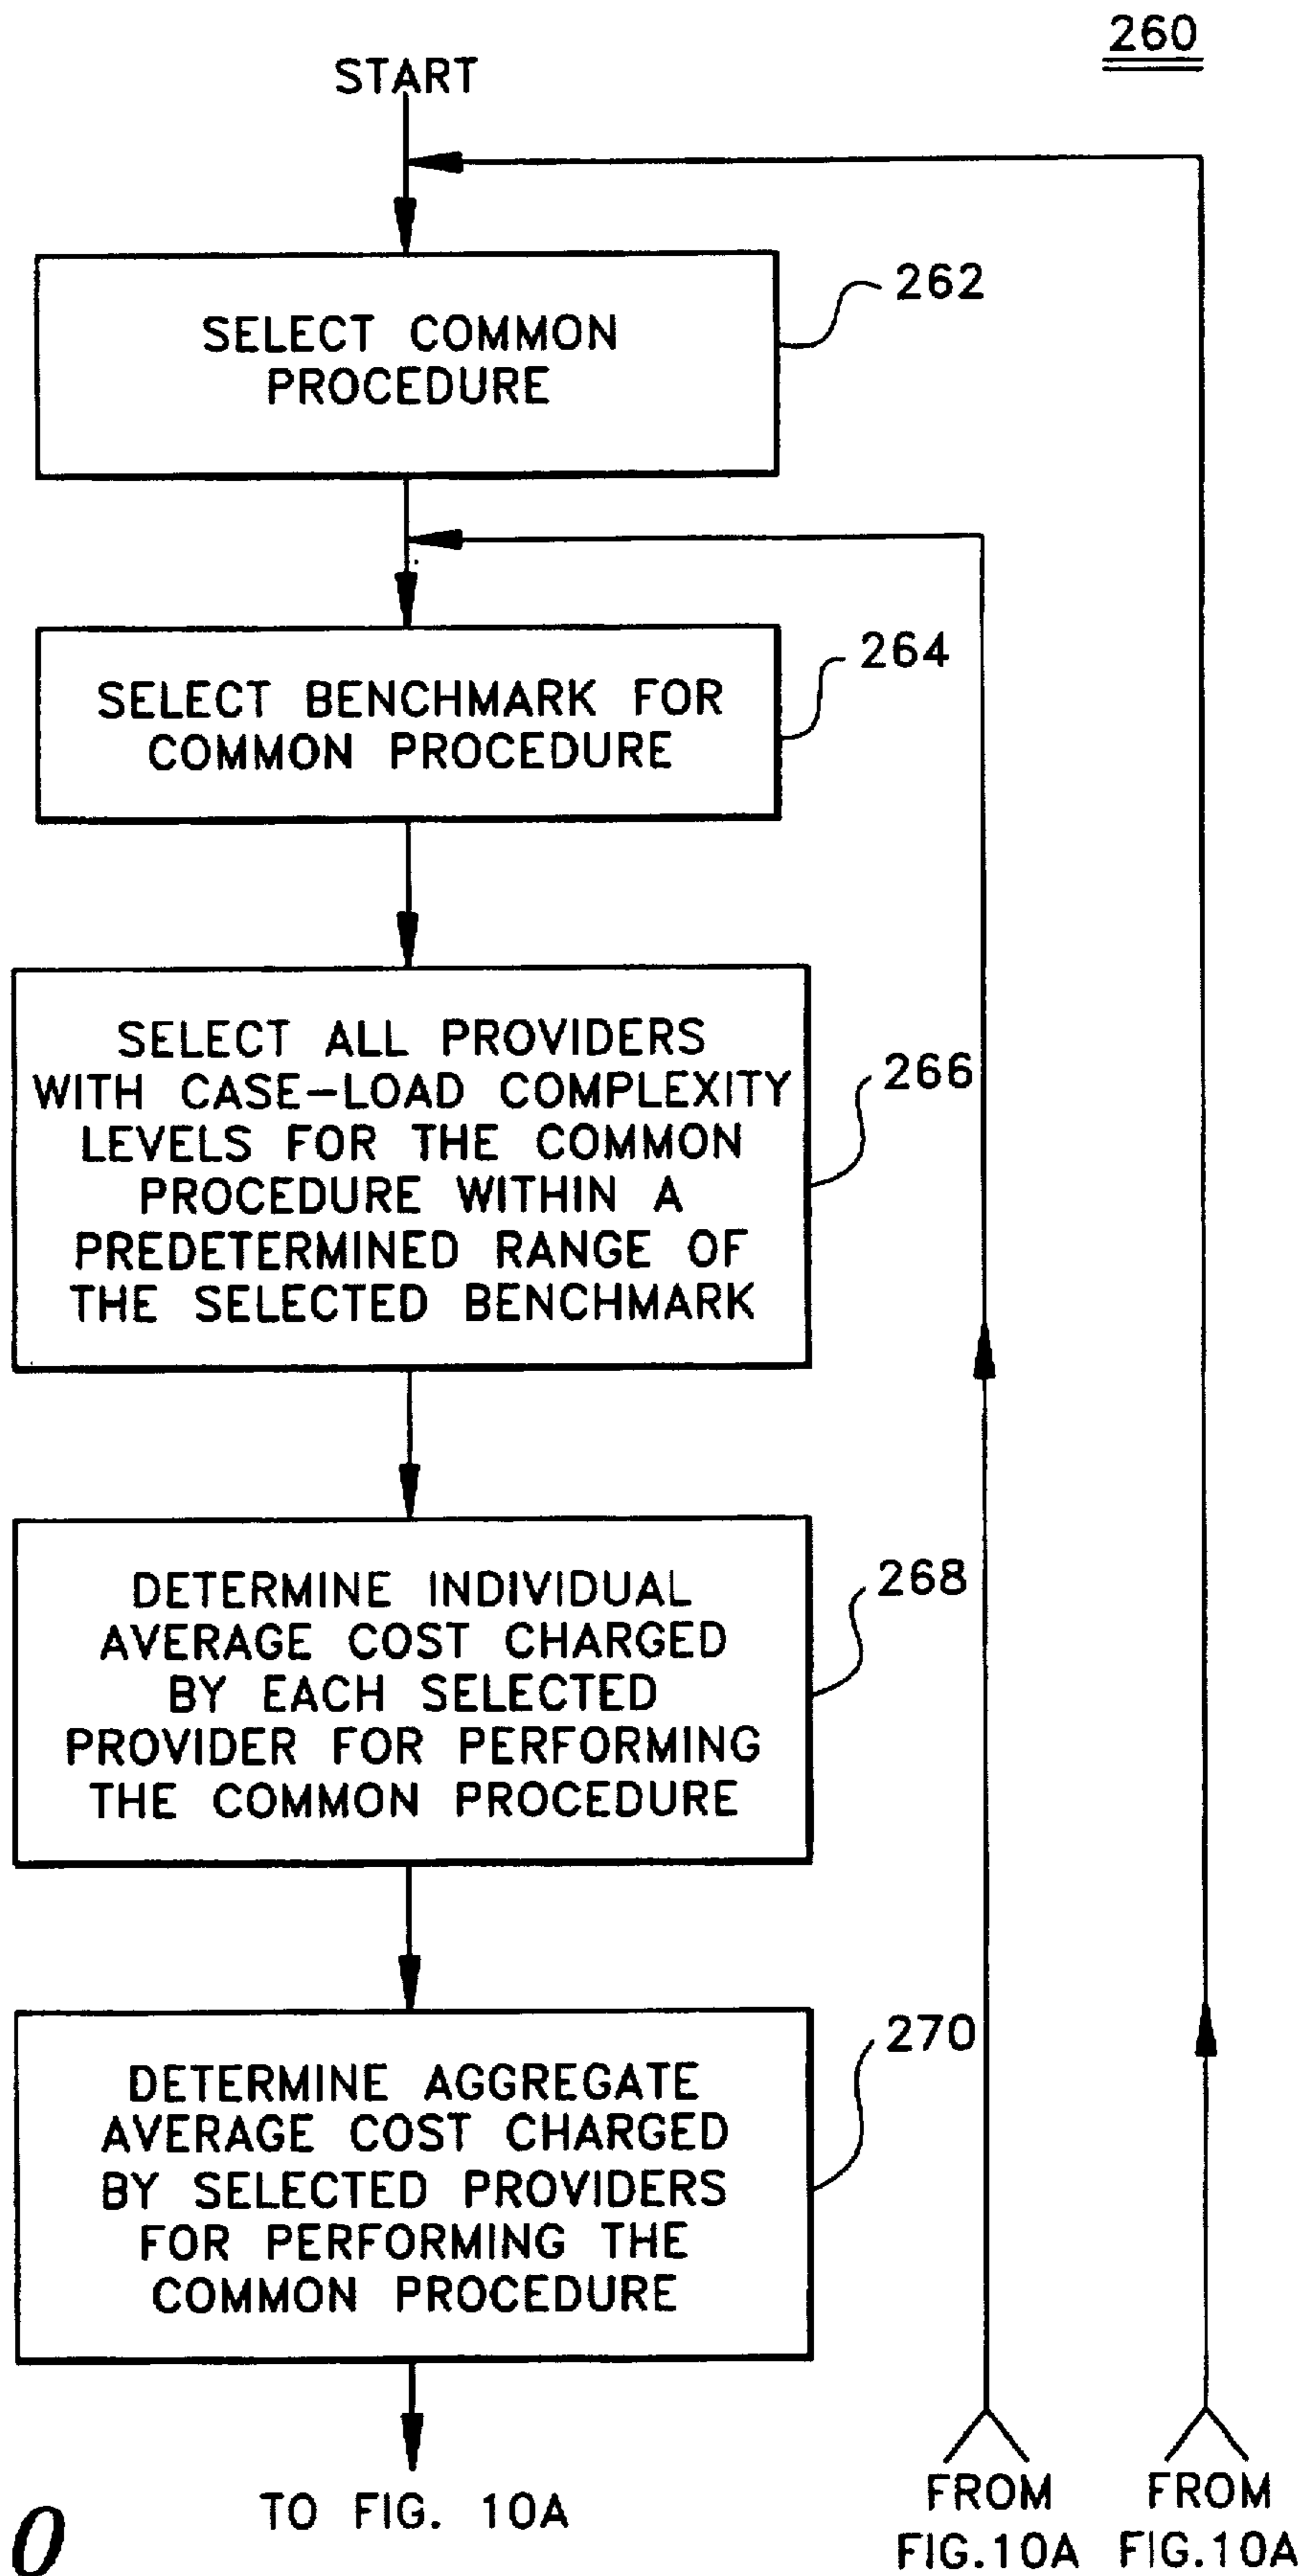 260
START
262
SELECT COMMON
PROCEDURE
264
SELECT BENCHMARK FOR
COMMON PROCEDURE
SELECT ALL PROVIDERS
WITH CASE-LOAD COMPLEXITY
LEVELS FOR THE COMMON
PROCEDURE WITHIN A
PREDETERMINED RANGE OF
THE SELECTED BENCHMARK
266
DETERMINE INDIVIDUAL
AVERAGE COST CHARGED
BY EACH SELECTED
PROVIDER FOR PERFORMING
THE COMMON PROCEDURE
268
DETERMINE AGGREGATE
AVERAGE COST CHARGED
BY SELECTED PROVIDERS
FOR PERFORMING THE
COMMON PROCEDURE
270
TO FIG. 10A
FROM
FIG.10A
FROM
FIG.10A
0